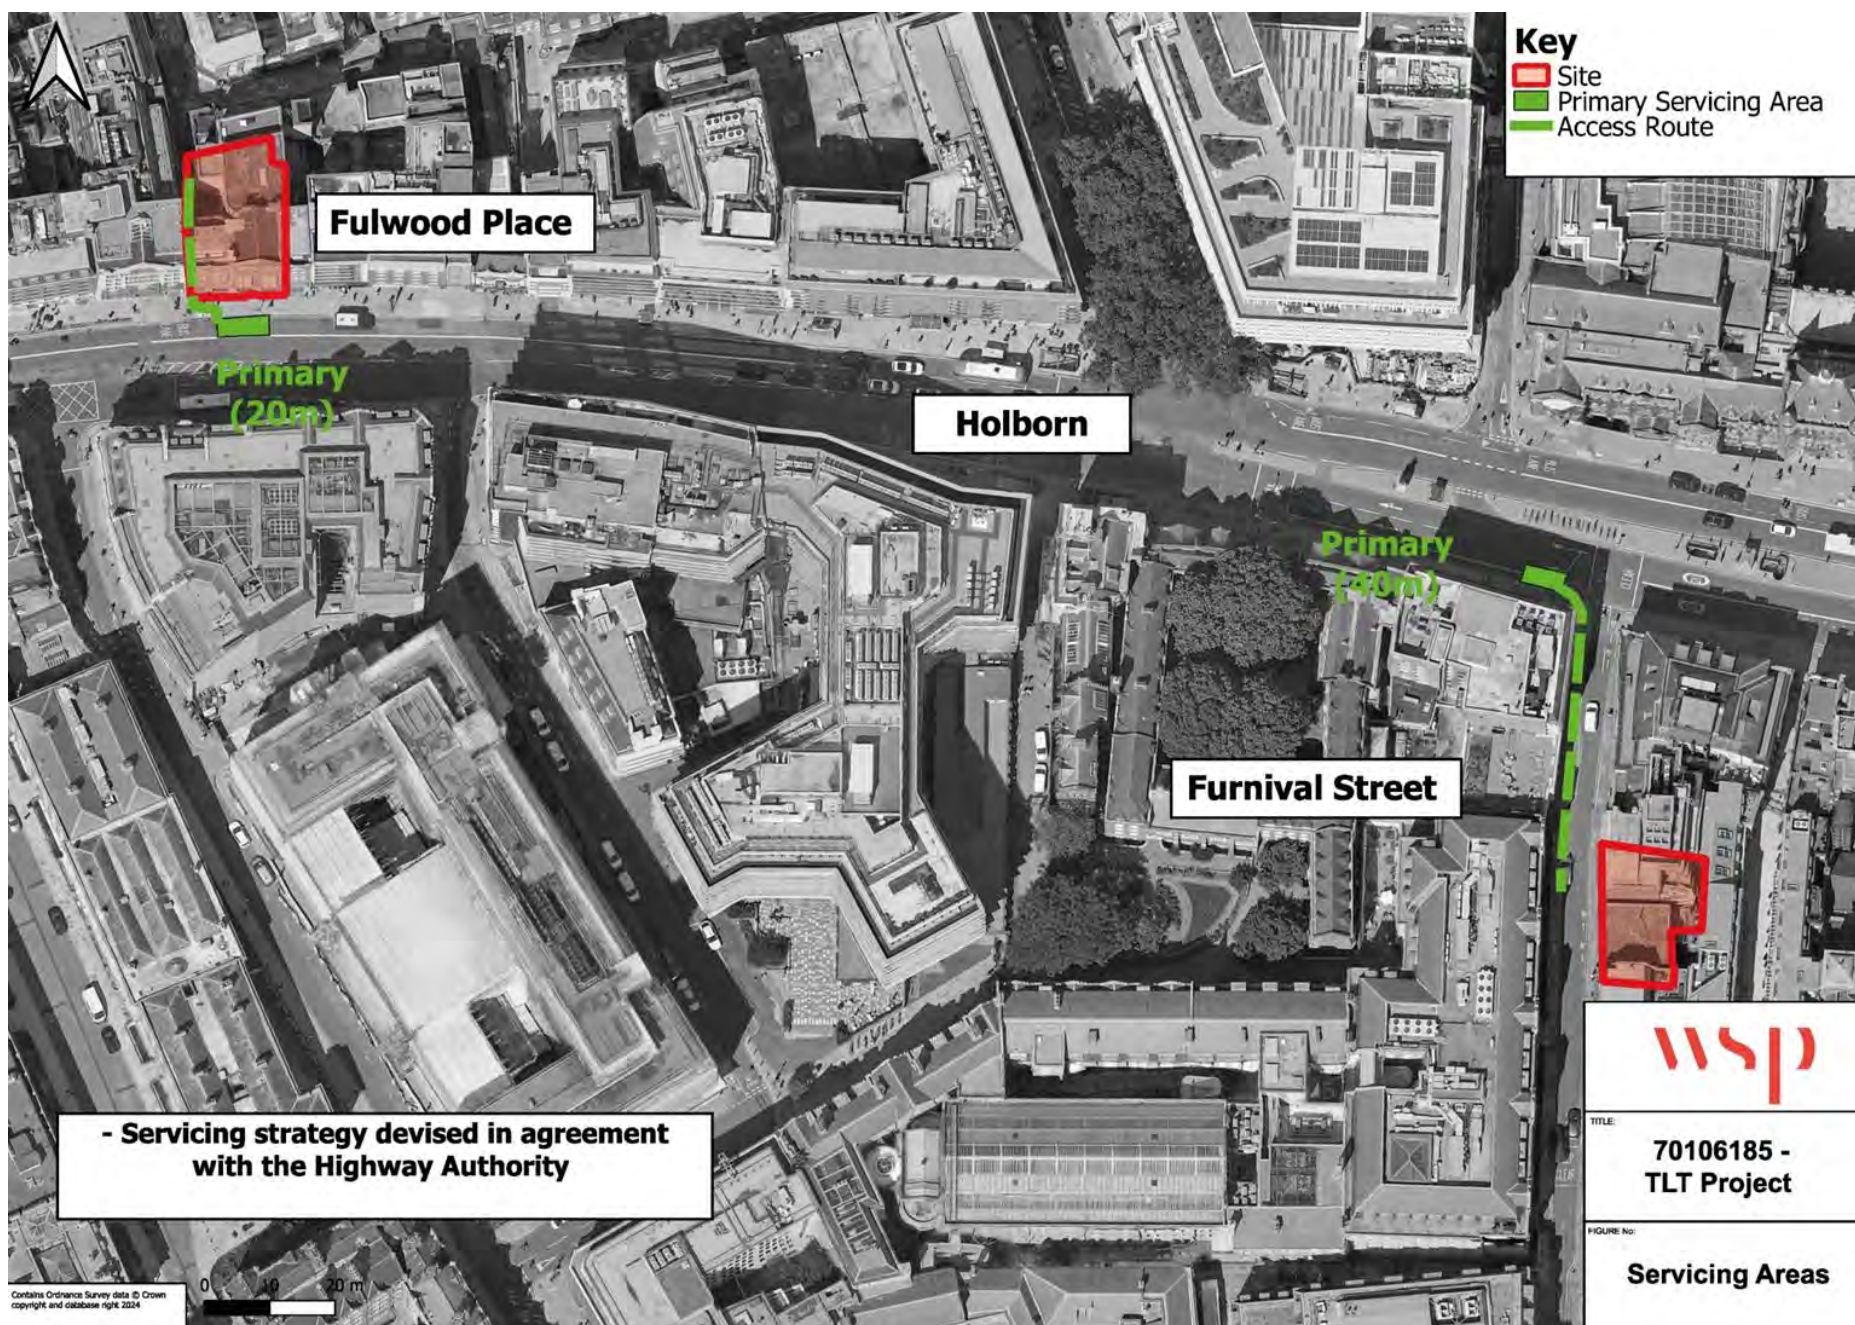 Key
Site
Primary Servicing Area
Access Route
Fulwood Place
Primary
(20m)
Holborn
Primary
(40m)
Furnival Street
- Servicing strategy devised in agreement
with the Highway Authority
wsp
TITLE:
70106185 -
TLT Project
FIGURE No:
Servicing Areas
0 10 20 m
Contains Ordnance Survey data © Crown
copyright and database right 2024